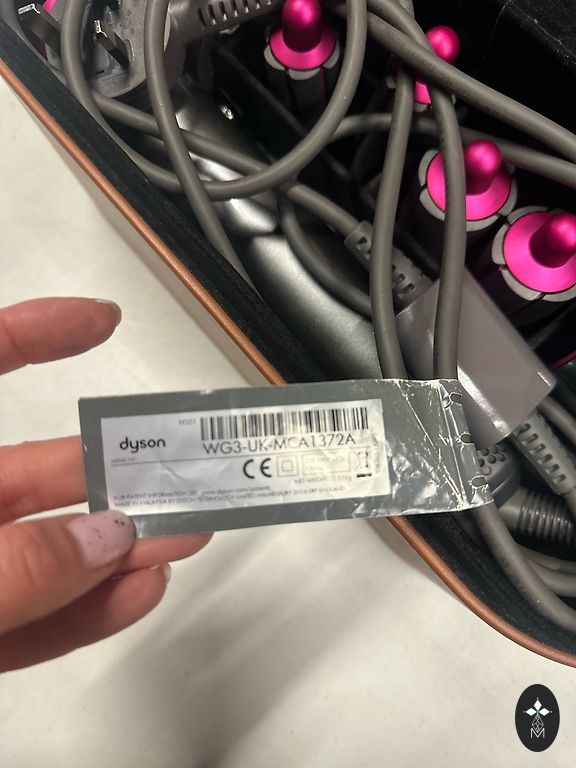 HS01
dyson
WG3-UK-MCA1372A
SERIAL No.
CE
NET WEIGHT: 0.61kg
FOR PATENT INFORMATION SEE www.dyson.com/patents
MADE IN MALAYSIA BY DYSON TECHNOLOGY LIMITED MALMESBURY SN16 0RP ENGLAND
M